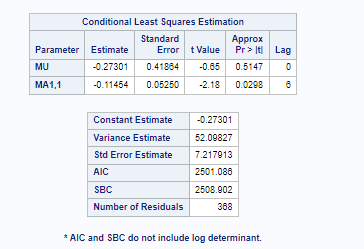 Conditional Least Squares Estimation
Parameter Estimate Standard Error t Value Approx Pr > |t| Lag
MU -0.27301 0.41864 -0.65 0.5147 0
MA1,1 -0.11454 0.05250 -2.18 0.0298 6
Constant Estimate -0.27301
Variance Estimate 52.09827
Std Error Estimate 7.217913
AIC 2501.086
SBC 2508.902
Number of Residuals 368
* AIC and SBC do not include log determinant.